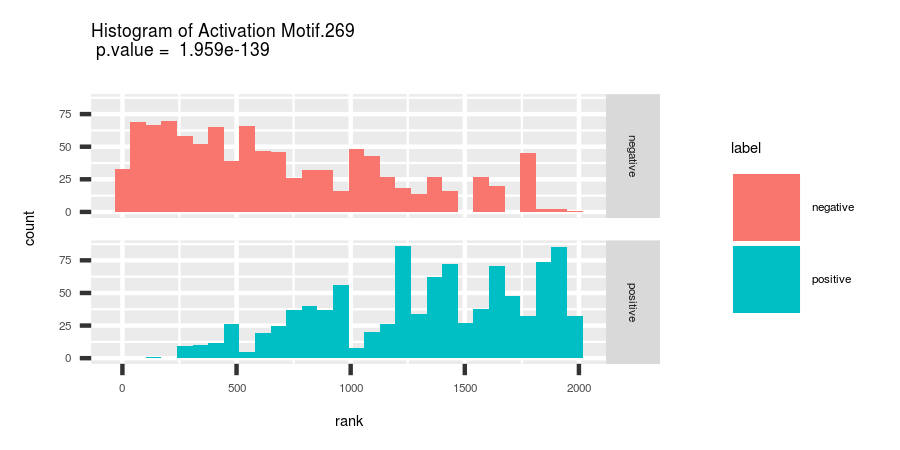 Histogram of Activation Motif.269
p.value = 1.959e-139
count
75
50
25
0
negative
75
50
25
0
positive
0
500
1000
1500
2000
rank
label
negative
positive